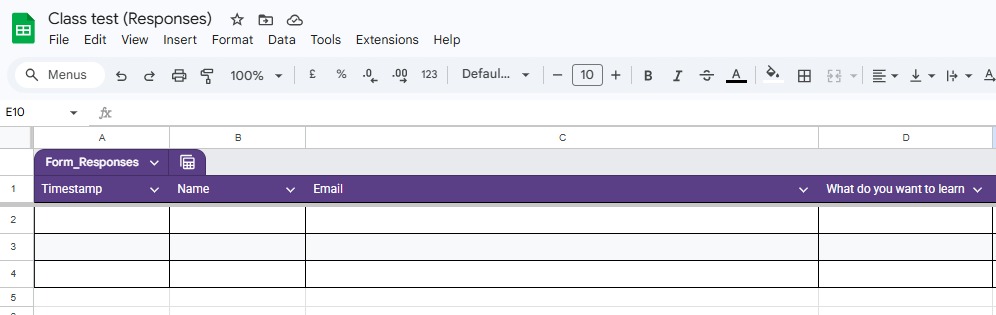 Class test (Responses)
File Edit View Insert Format Data Tools Extensions Help
Menus 100% £ % .0 .00 123 Defaul... − 10 + B I S A A
E10 fx
A B C D
Form_Responses
1 Timestamp Name Email What do you want to learn
2
3
4
5